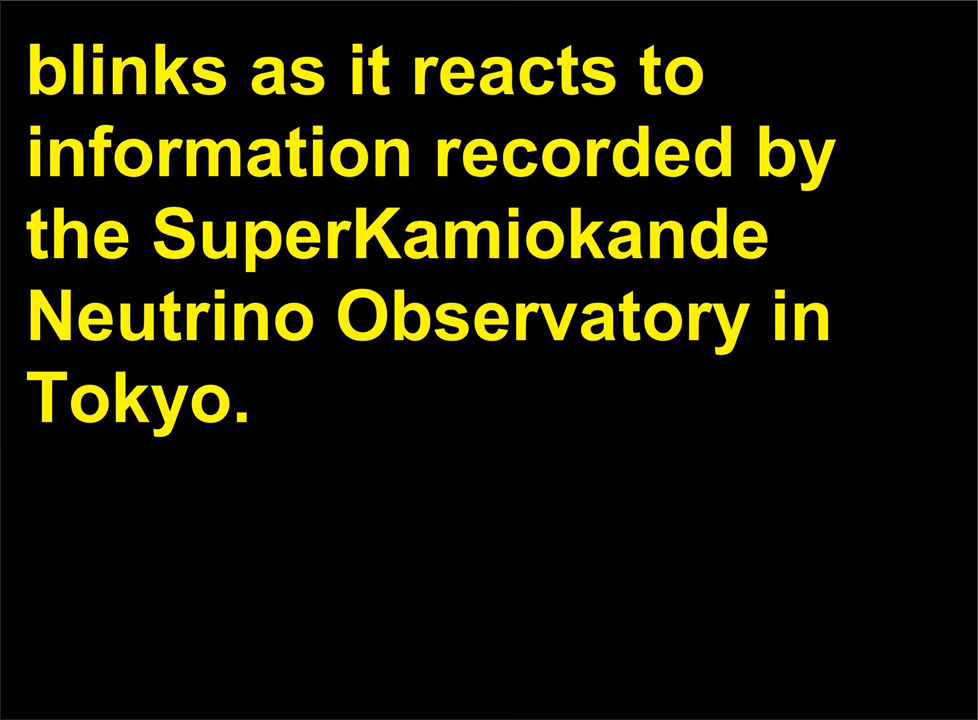 blinks as it reacts to
information recorded by
the SuperKamiokande
Neutrino Observatory in
Tokyo.